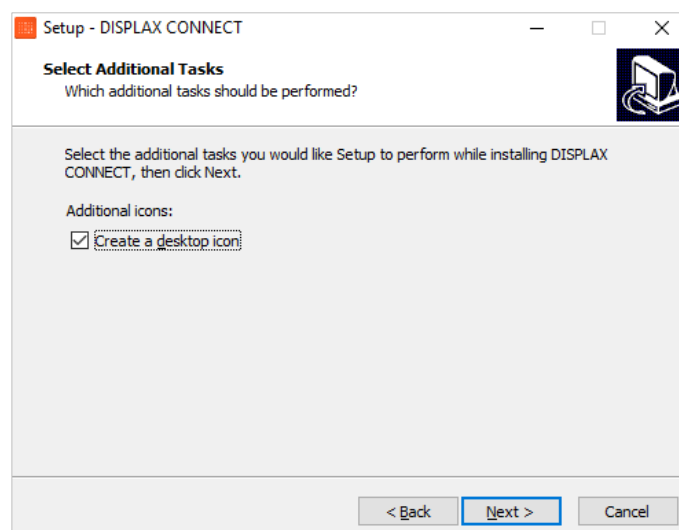 Setup - DISPLAX CONNECT
Select Additional Tasks
Which additional tasks should be performed?
Select the additional tasks you would like Setup to perform while installing DISPLAX
CONNECT, then click Next.
Additional icons:
Create a desktop icon
< Back Next > Cancel